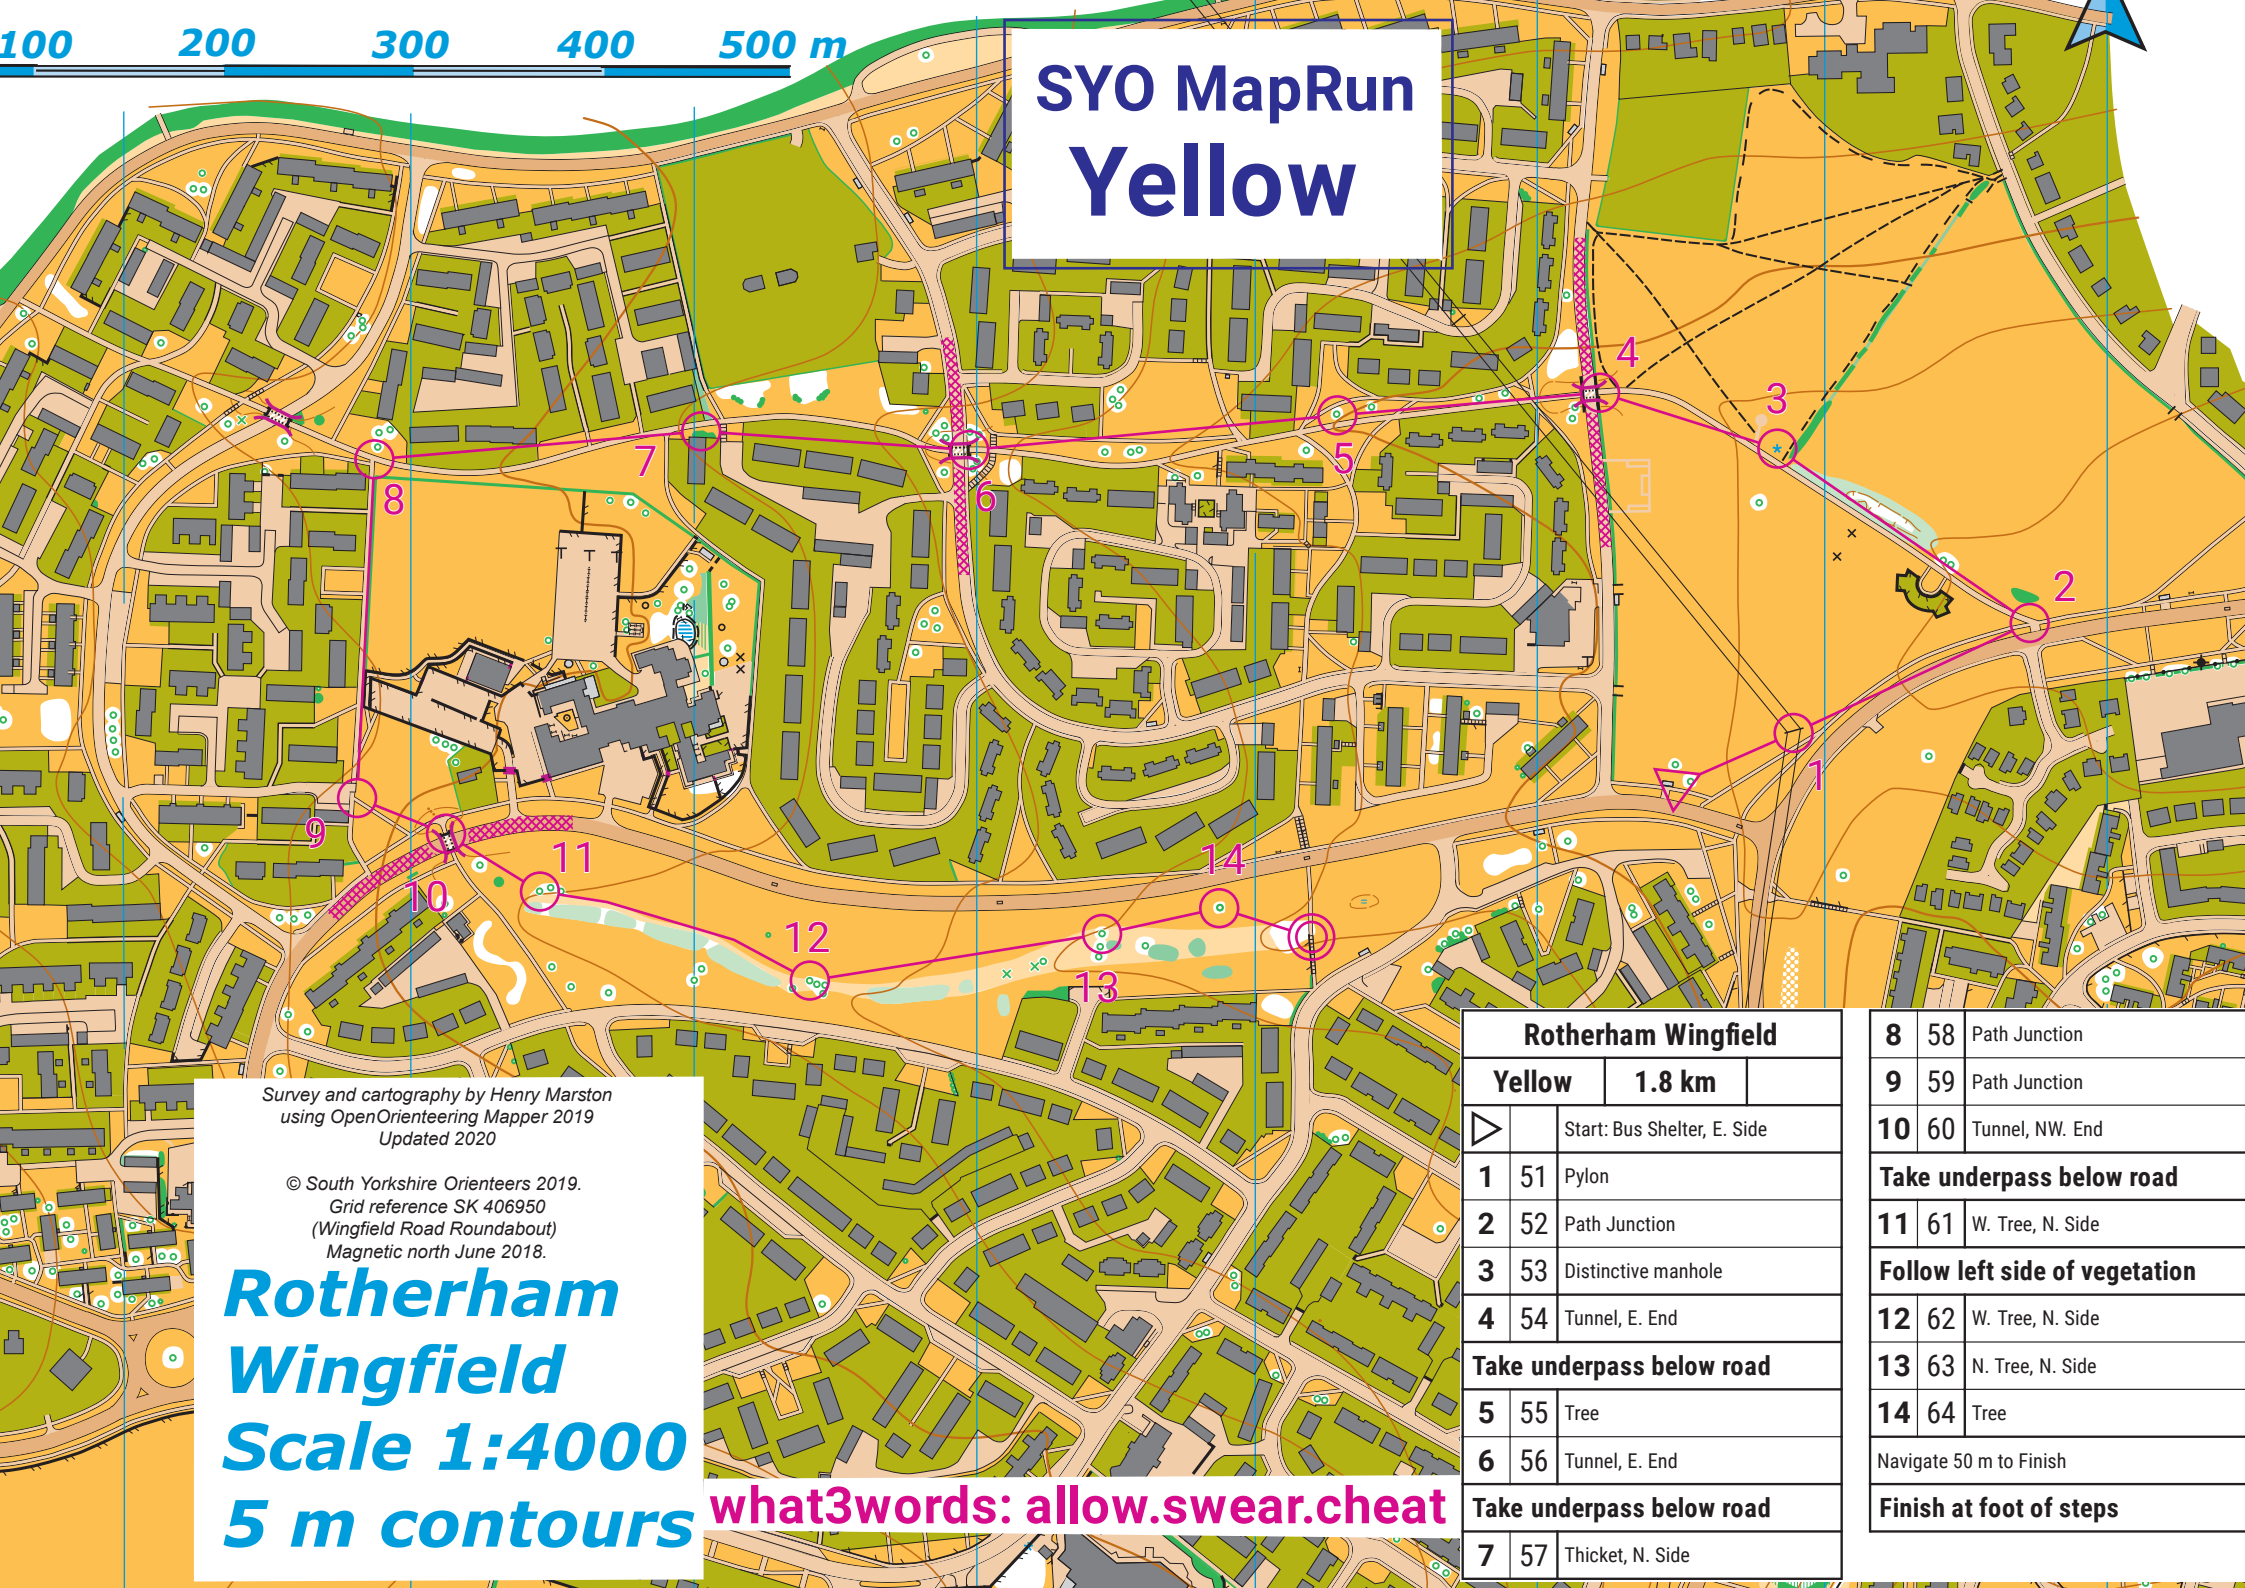 100 200 300 400 500 m
SYO MapRun
Yellow
4
3
5
7
6
8
2
1
9
10
11
12
13
14
Survey and cartography by Henry Marston
using OpenOrienteering Mapper 2019
Updated 2020
© South Yorkshire Orienteers 2019.
Grid reference SK 406950
(Wingfield Road Roundabout)
Magnetic north June 2018.
Rotherham
Wingfield
Scale 1:4000
5 m contours
what3words: allow.swear.cheat
Rotherham Wingfield
Yellow 1.8 km
Start: Bus Shelter, E. Side
1 51 Pylon
2 52 Path Junction
3 53 Distinctive manhole
4 54 Tunnel, E. End
Take underpass below road
5 55 Tree
6 56 Tunnel, E. End
Take underpass below road
7 57 Thicket, N. Side
8 58 Path Junction
9 59 Path Junction
10 60 Tunnel, NW. End
Take underpass below road
11 61 W. Tree, N. Side
Follow left side of vegetation
12 62 W. Tree, N. Side
13 63 N. Tree, N. Side
14 64 Tree
Navigate 50 m to Finish
Finish at foot of steps